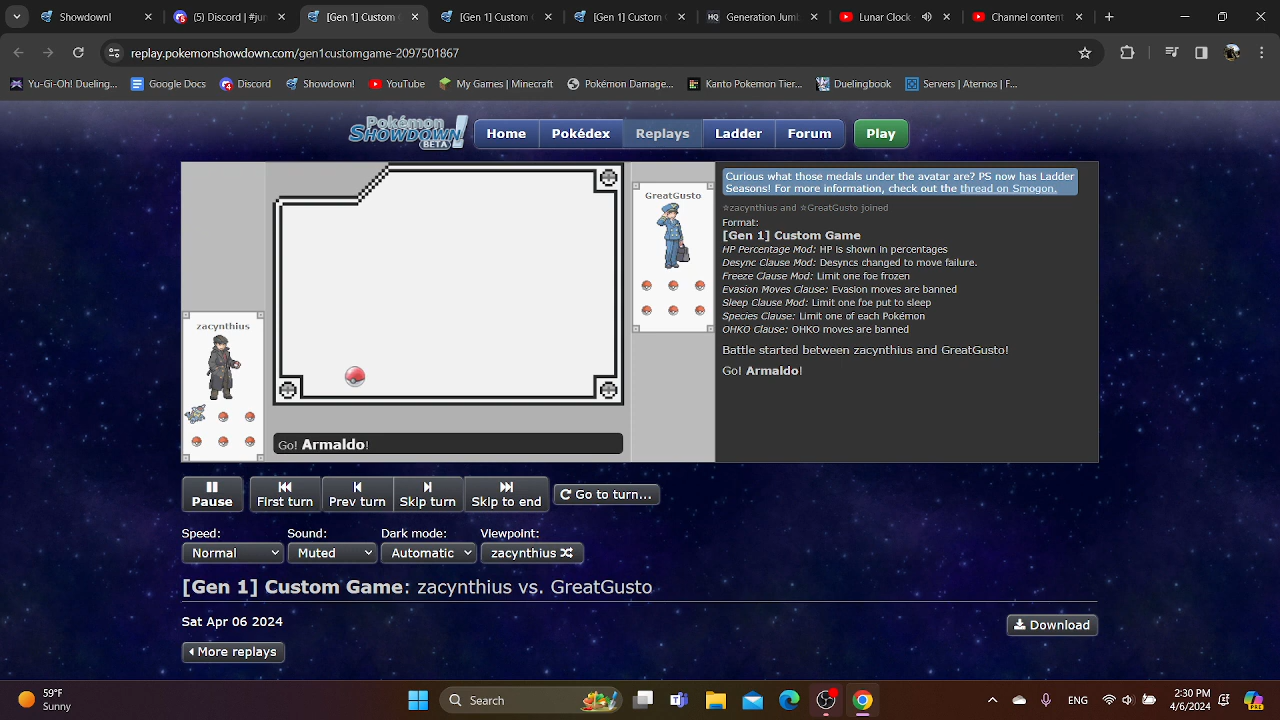 Showdown!
(5) Discord | #jun
[Gen 1] Custom G
[Gen 1] Custom G
[Gen 1] Custom G
HQ Generation Juml
Lunar Clock
Channel content
replay.pokemonshowdown.com/gen1customgame-2097501867
Yu-Gi-Oh! Dueling...
Google Docs
Discord
Showdown!
YouTube
My Games | Minecraft
Pokémon Damage...
Kanto Pokemon Tier...
Duelingbook
Servers | Aternos | F...
Pokémon
SHOWDOWN!
BETA
Home
Pokédex
Replays
Ladder
Forum
Play
zacynthius
Go! Armaldo!
GreatGusto
Curious what those medals under the avatar are? PS now has Ladder
Seasons! For more information, check out the thread on Smogon.
☆zacynthius and ☆GreatGusto joined
Format:
[Gen 1] Custom Game
HP Percentage Mod: HP is shown in percentages
Desync Clause Mod: Desyncs changed to move failure.
Freeze Clause Mod: Limit one foe frozen
Evasion Moves Clause: Evasion moves are banned
Sleep Clause Mod: Limit one foe put to sleep
Species Clause: Limit one of each Pokémon
OHKO Clause: OHKO moves are banned
Battle started between zacynthius and GreatGusto!
Go! Armaldo!
Pause
First turn
Prev turn
Skip turn
Skip to end
Go to turn...
Speed:
Sound:
Dark mode:
Viewpoint:
Normal
Muted
Automatic
zacynthius
[Gen 1] Custom Game: zacynthius vs. GreatGusto
Sat Apr 06 2024
Download
More replays
59°F
Sunny
Search
ENG
2:30 PM
4/6/2024
PRE